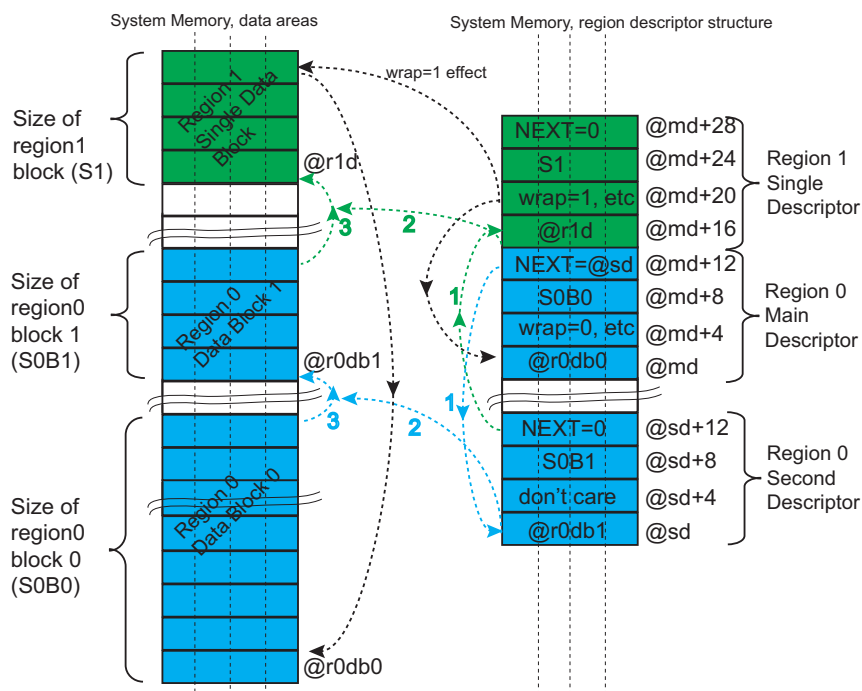 System Memory, data areas
System Memory, region descriptor structure
Size of
region1
block (S1)
Region 1
Single Data
Block
@r1d
wrap=1 effect
Size of
region0
block 1
(S0B1)
Region 0
Data Block 1
@r0db1
Size of
region0
block 0
(S0B0)
Region 0
Data Block 0
@r0db0
3
2
1
3
2
1
NEXT=0
@md+28
S1
@md+24
wrap=1, etc
@md+20
@r1d
@md+16
Region 1
Single
Descriptor
NEXT=@sd
@md+12
S0B0
@md+8
wrap=0, etc
@md+4
@r0db0
@md
Region 0
Main
Descriptor
NEXT=0
@sd+12
S0B1
@sd+8
don't care
@sd+4
@r0db1
@sd
Region 0
Second
Descriptor